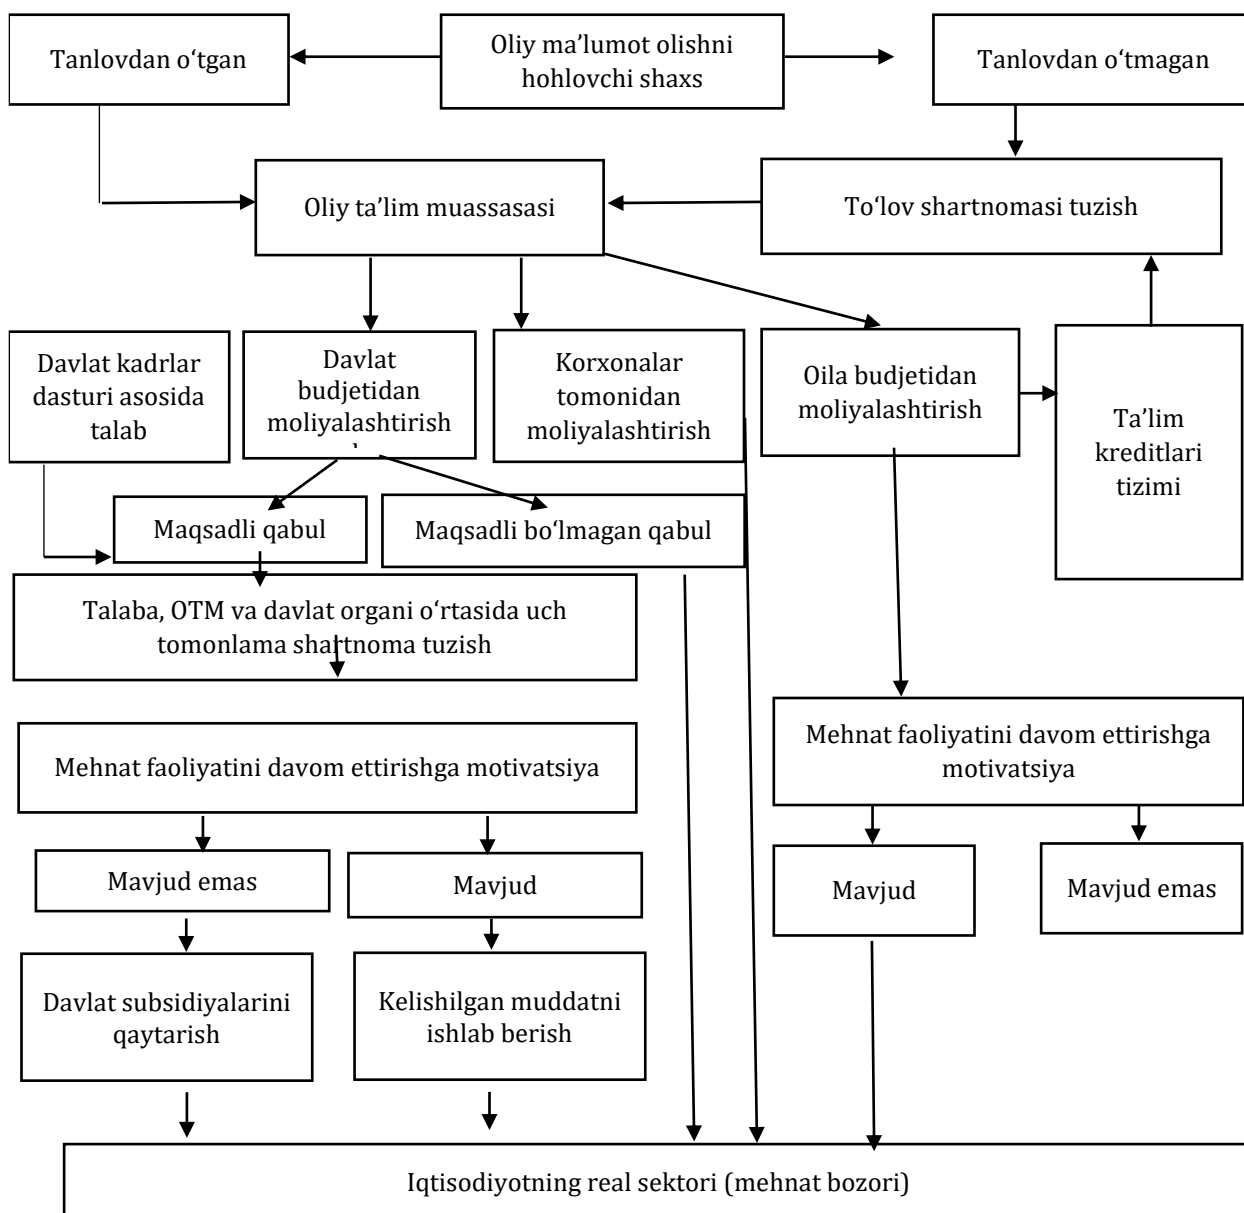 Tanlovdan o‘tgan
Oliy ma’lumot olishni
hohlovchi shaxs
Tanlovdan o‘tmagan
Oliy ta’lim muassasasi
To‘lov shartnomasi tuzish
Davlat kadrlar
dasturi asosida
talab
Davlat
budjetidan
moliyalashtirish
Korxonalar
tomonidan
moliyalashtirish
Oila budjetidan
moliyalashtirish
Ta’lim
kreditlari
tizimi
Maqsadli qabul
Maqsadli bo‘lmagan qabul
Talaba, OTM va davlat organi o‘rtasida uch
tomonlama shartnoma tuzish
Mehnat faoliyatini davom ettirishga motivatsiya
Mehnat faoliyatini davom ettirishga
motivatsiya
Mavjud emas
Mavjud
Mavjud
Mavjud emas
Davlat subsidiyalarini
qaytarish
Kelishilgan muddatni
ishlab berish
Iqtisodiyotning real sektori (mehnat bozori)